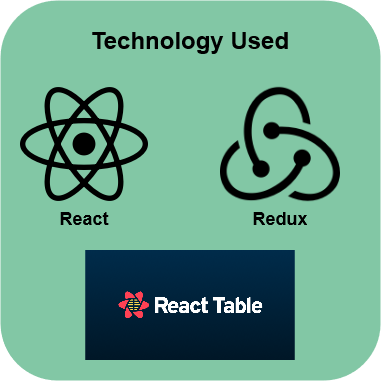 Technology Used
React
Redux
React Table